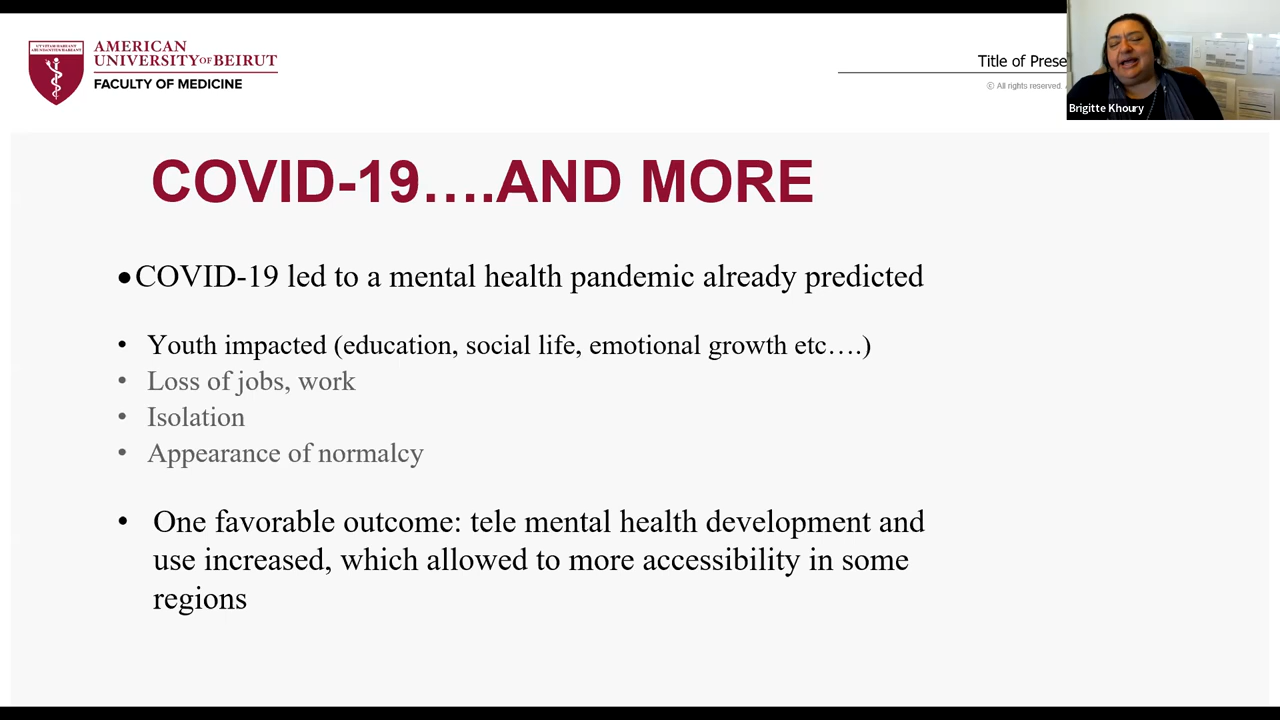 AMERICAN
UNIVERSITY OF BEIRUT
FACULTY OF MEDICINE
Title of Prese
© All rights reserved.
Brigitte Khoury
COVID-19….AND MORE
•COVID-19 led to a mental health pandemic already predicted
• Youth impacted (education, social life, emotional growth etc….)
• Loss of jobs, work
• Isolation
• Appearance of normalcy
• One favorable outcome: tele mental health development and
use increased, which allowed to more accessibility in some
regions